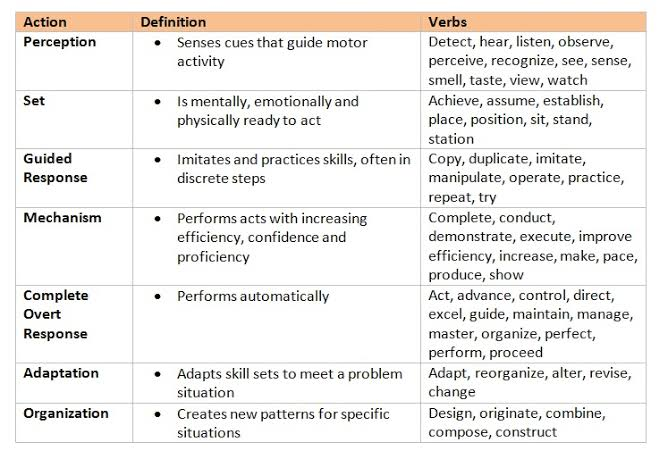 Action Definition Verbs
Perception • Senses cues that guide motor Detect, hear, listen, observe,
activity perceive, recognize, see, sense,
smell, taste, view, watch
Set • Is mentally, emotionally and Achieve, assume, establish,
physically ready to act place, position, sit, stand,
station
Guided • Imitates and practices skills, often in Copy, duplicate, imitate,
Response discrete steps manipulate, operate, practice,
repeat, try
Mechanism • Performs acts with increasing Complete, conduct,
efficiency, confidence and demonstrate, execute, improve
proficiency efficiency, increase, make, pace,
produce, show
Complete • Performs automatically Act, advance, control, direct,
Overt excel, guide, maintain, manage,
Response master, organize, perfect,
perform, proceed
Adaptation • Adapts skill sets to meet a problem Adapt, reorganize, alter, revise,
situation change
Organization • Creates new patterns for specific Design, originate, combine,
situations compose, construct